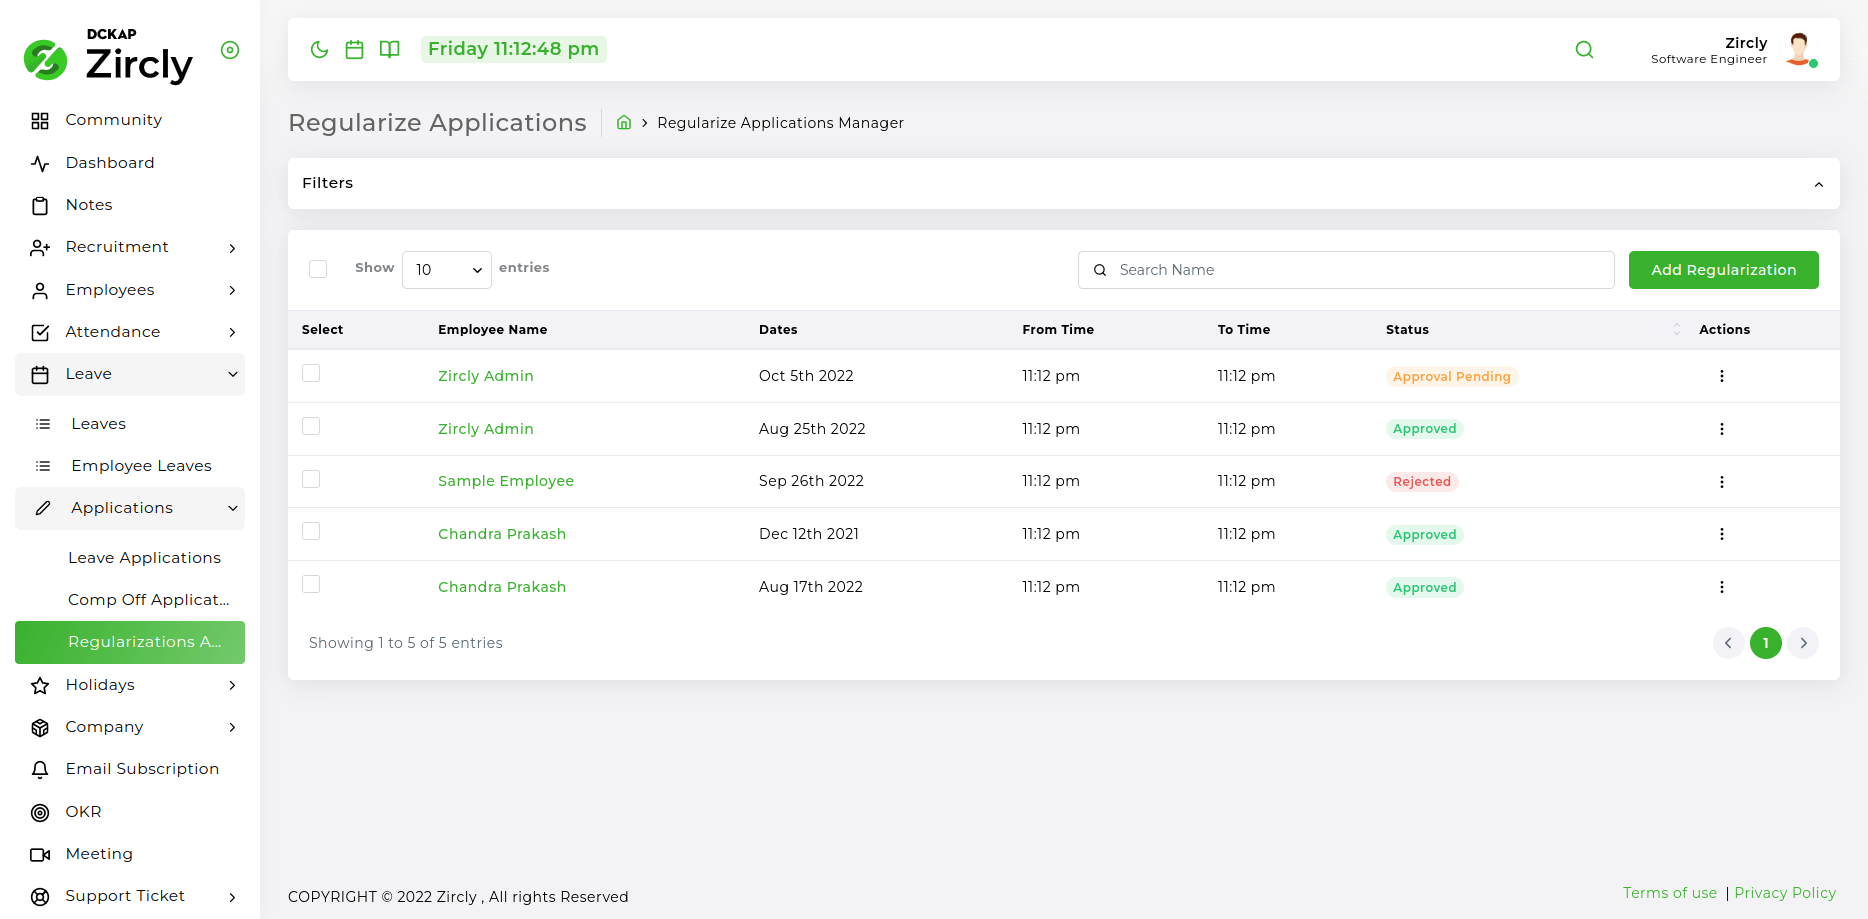 DCKAP
Zircly
Community
Dashboard
Notes
Recruitment
Employees
Attendance
Leave
Leaves
Employee Leaves
Applications
Leave Applications
Comp Off Applicat...
Regularizations A...
Holidays
Company
Email Subscription
OKR
Meeting
Support Ticket
Friday 11:12:48 pm
Zircly
Software Engineer
Regularize Applications
Regularize Applications Manager
Filters
Show 10 entries
Search Name
Add Regularization
Select Employee Name Dates From Time To Time Status Actions
Zircly Admin Oct 5th 2022 11:12 pm 11:12 pm Approval Pending
Zircly Admin Aug 25th 2022 11:12 pm 11:12 pm Approved
Sample Employee Sep 26th 2022 11:12 pm 11:12 pm Rejected
Chandra Prakash Dec 12th 2021 11:12 pm 11:12 pm Approved
Chandra Prakash Aug 17th 2022 11:12 pm 11:12 pm Approved
Showing 1 to 5 of 5 entries
1
COPYRIGHT © 2022 Zircly , All rights Reserved
Terms of use | Privacy Policy